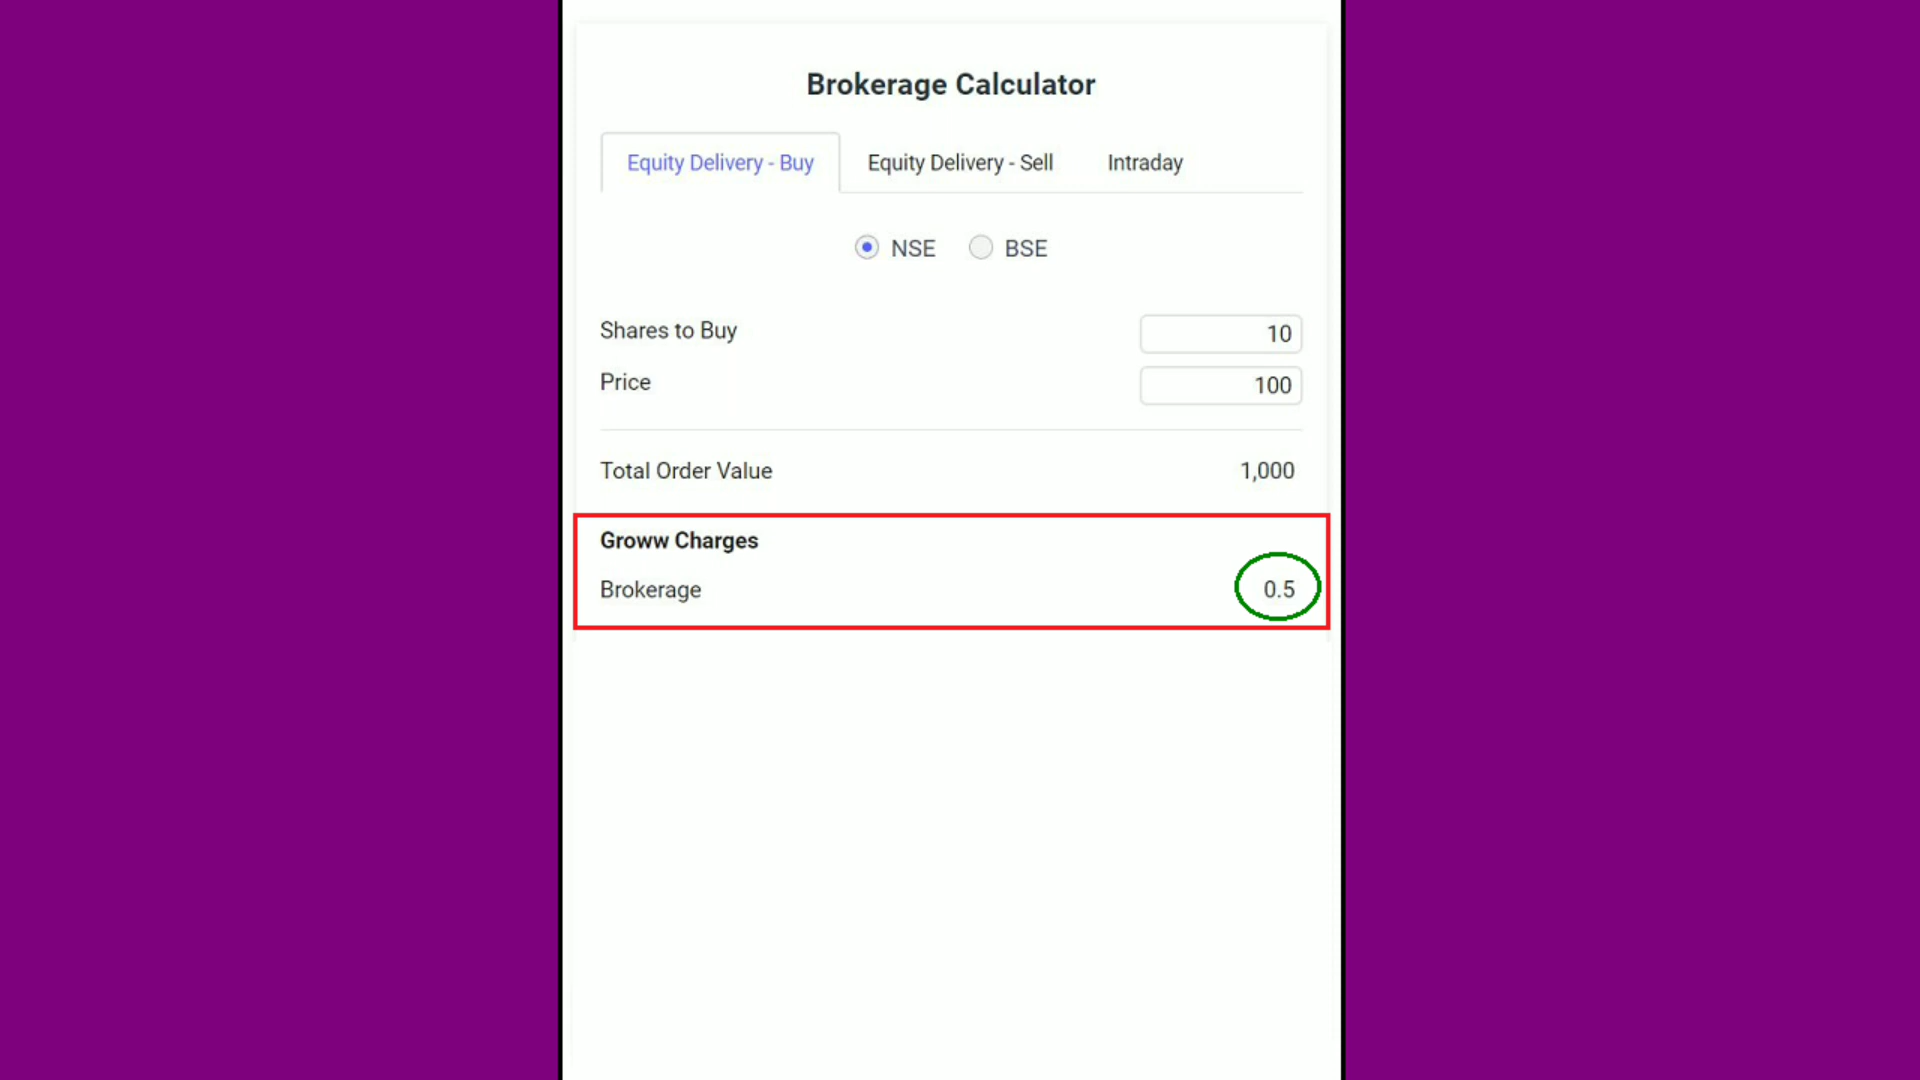 Brokerage Calculator
Equity Delivery - Buy Equity Delivery - Sell Intraday
NSE BSE
Shares to Buy 10
Price 100
Total Order Value 1,000
Groww Charges
Brokerage 0.5